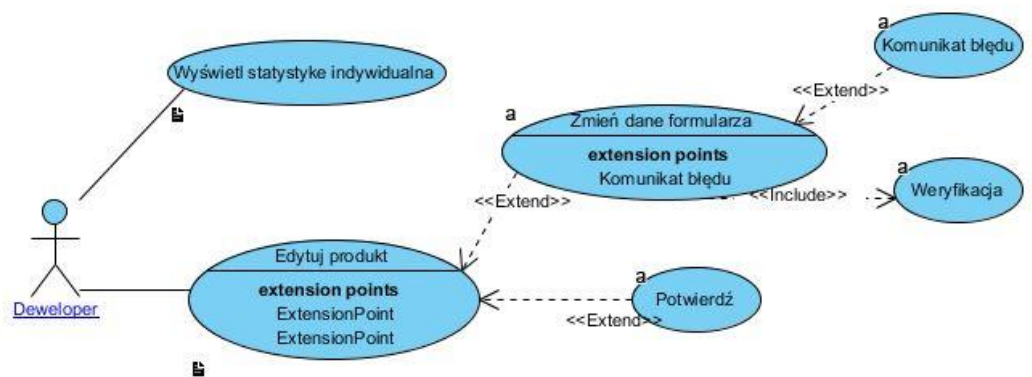 a
Komunikat błędu
Wyświetl statystyke indywidualna
<<Extend>>
a
Zmień dane formularza
extension points
Komunikat błędu
a
Weryfikacja
<<Include>>
<<Extend>>
Edytuj produkt
extension points
ExtensionPoint
ExtensionPoint
a
Potwierdź
<<Extend>>
Deweloper